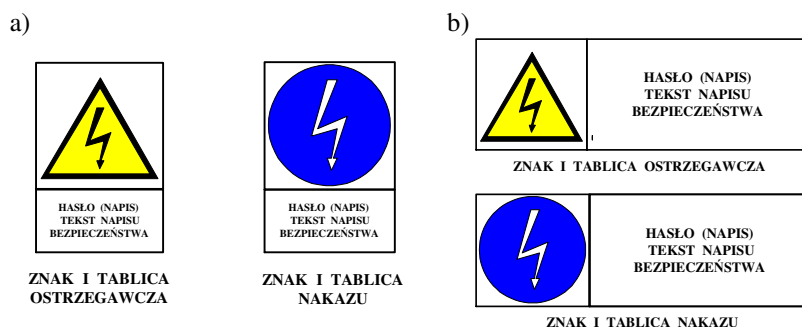 a)
HASŁO (NAPIS)
TEKST NAPISU
BEZPIECZEŃSTWA
ZNAK I TABLICA
OSTRZEGAWCZA
HASŁO (NAPIS)
TEKST NAPISU
BEZPIECZEŃSTWA
ZNAK I TABLICA
NAKAZU
b)
HASŁO (NAPIS)
TEKST NAPISU
BEZPIECZEŃSTWA
ZNAK I TABLICA OSTRZEGAWCZA
HASŁO (NAPIS)
TEKST NAPISU
BEZPIECZEŃSTWA
ZNAK I TABLICA NAKAZU